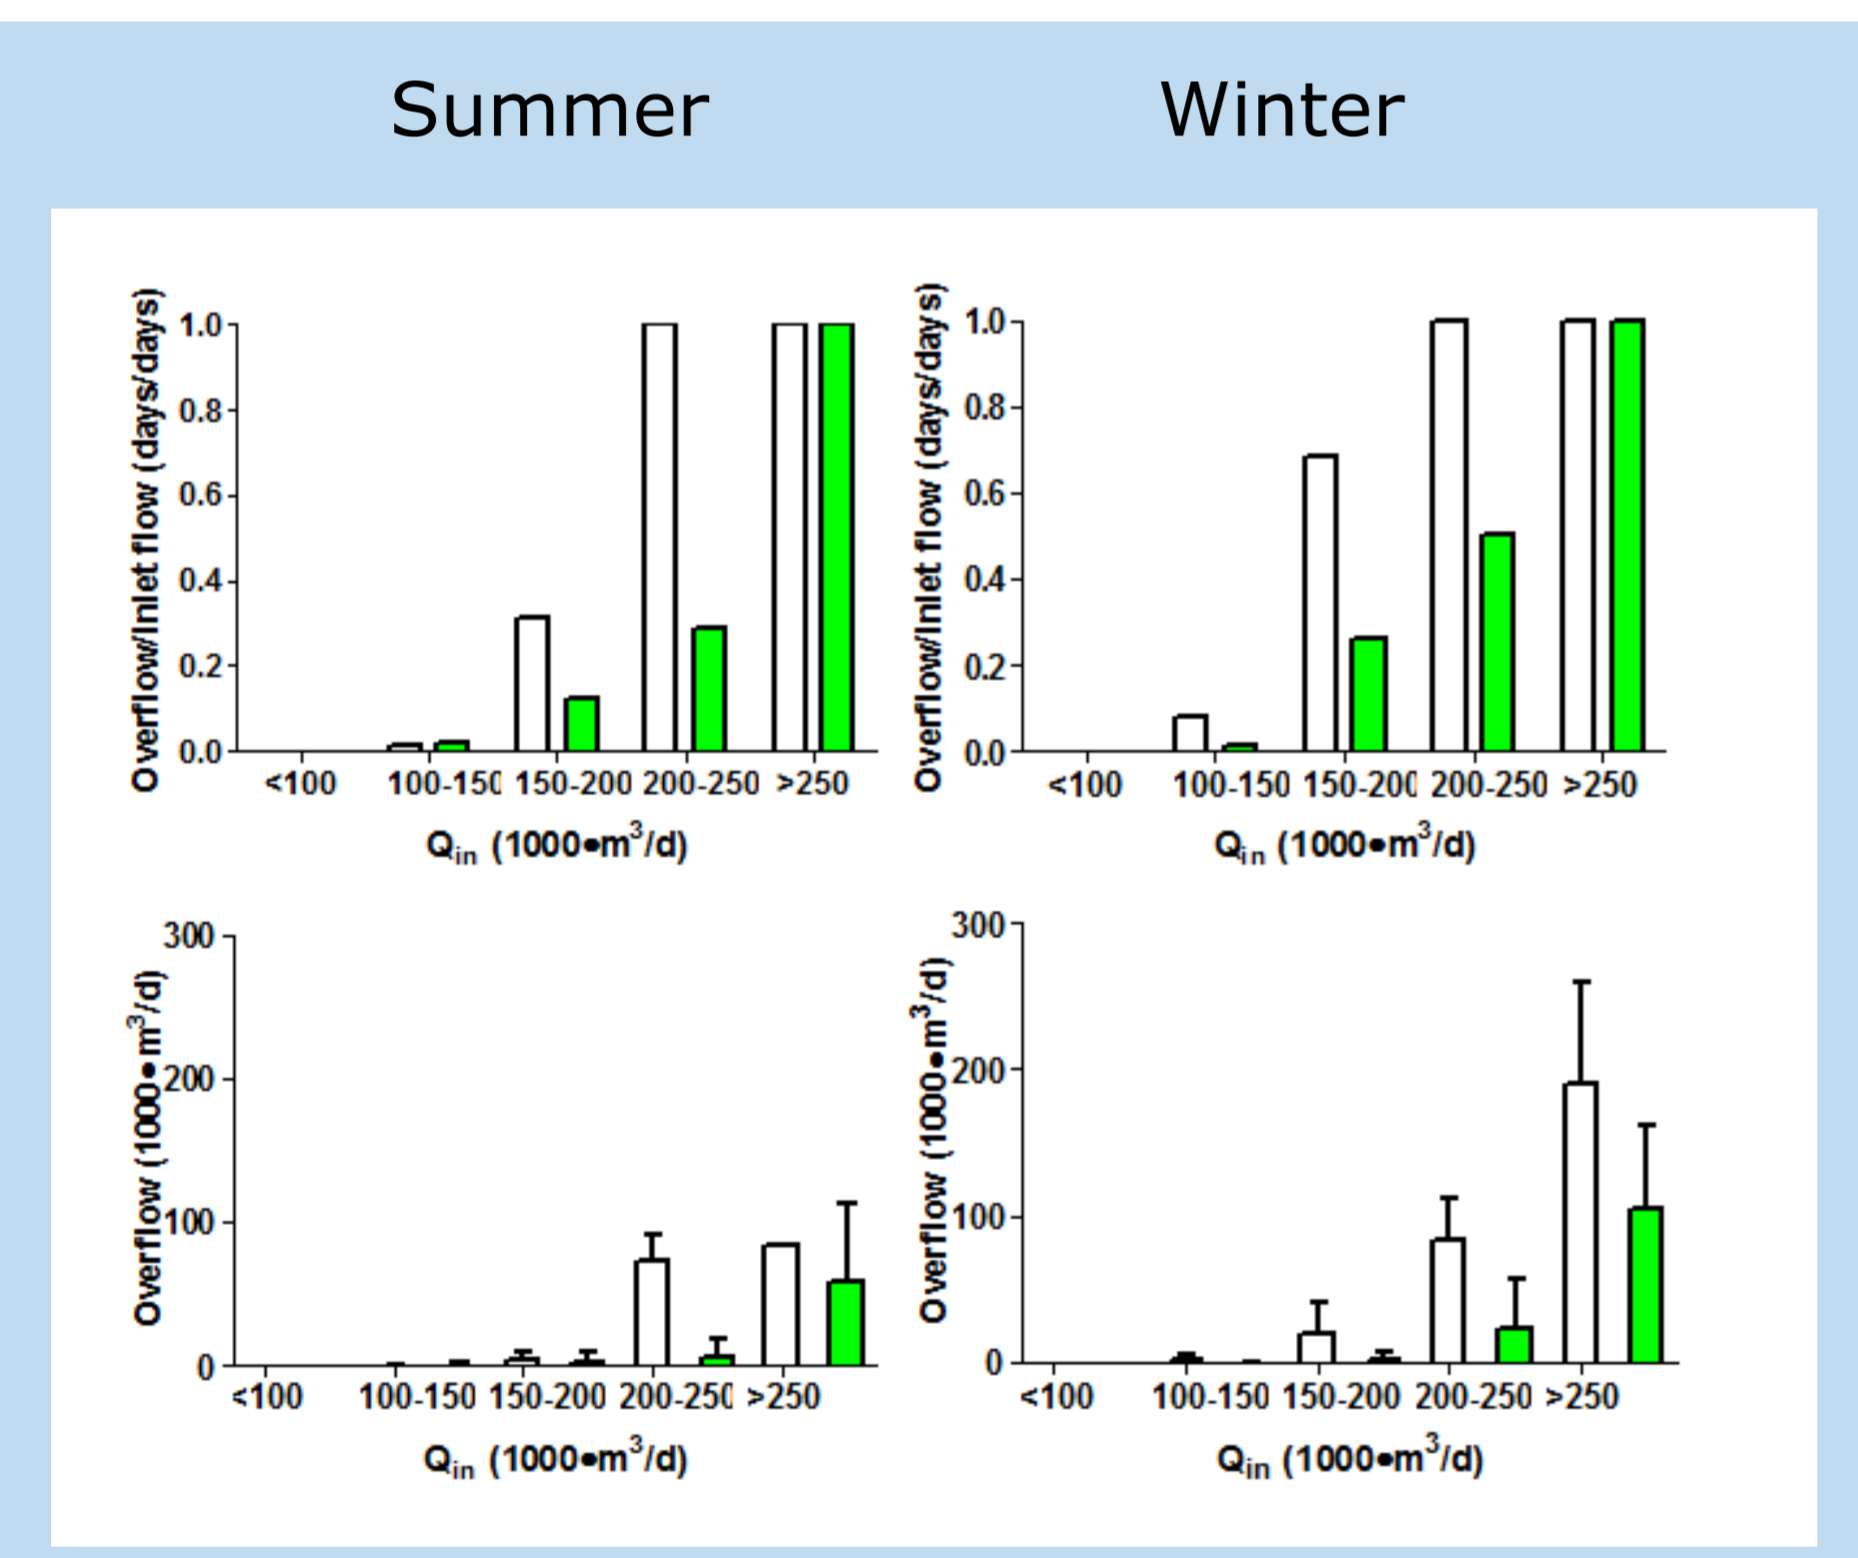 Summer
Winter
Overflow/Inlet flow (days/days)
1.0
0.8
0.6
0.4
0.2
0.0
<100 100-150 150-200 200-250 >250
Qin (1000•m³/d)
Overflow/Inlet flow (days/days)
1.0
0.8
0.6
0.4
0.2
0.0
<100 100-150 150-200 200-250 >250
Qin (1000•m³/d)
Overflow (1000•m³/d)
300
200
100
0
<100 100-150 150-200 200-250 >250
Qin (1000•m³/d)
Overflow (1000•m³/d)
300
200
100
0
<100 100-150 150-200 200-250 >250
Qin (1000•m³/d)